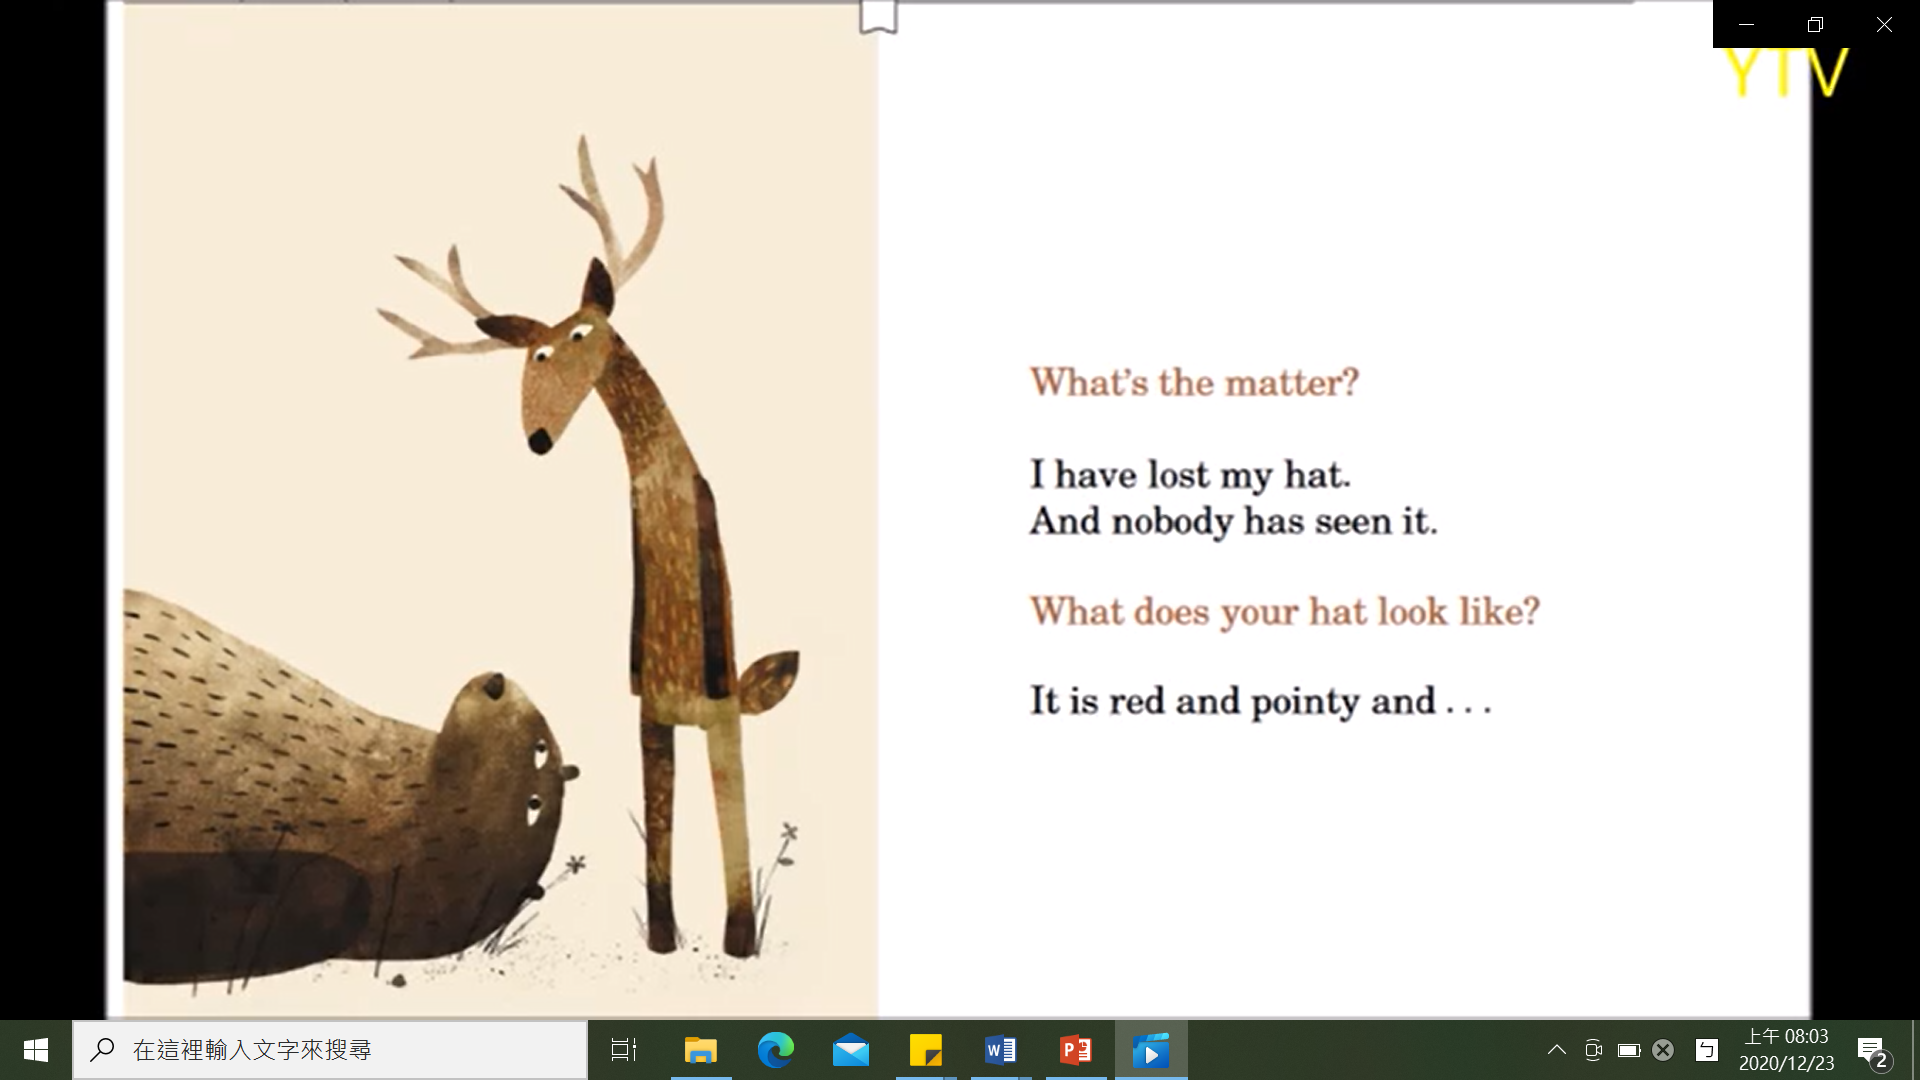 YTV
What's the matter?
I have lost my hat.
And nobody has seen it.
What does your hat look like?
It is red and pointy and . . .
在這裡輸入文字來搜尋
上午 08:03
2020/12/23
2